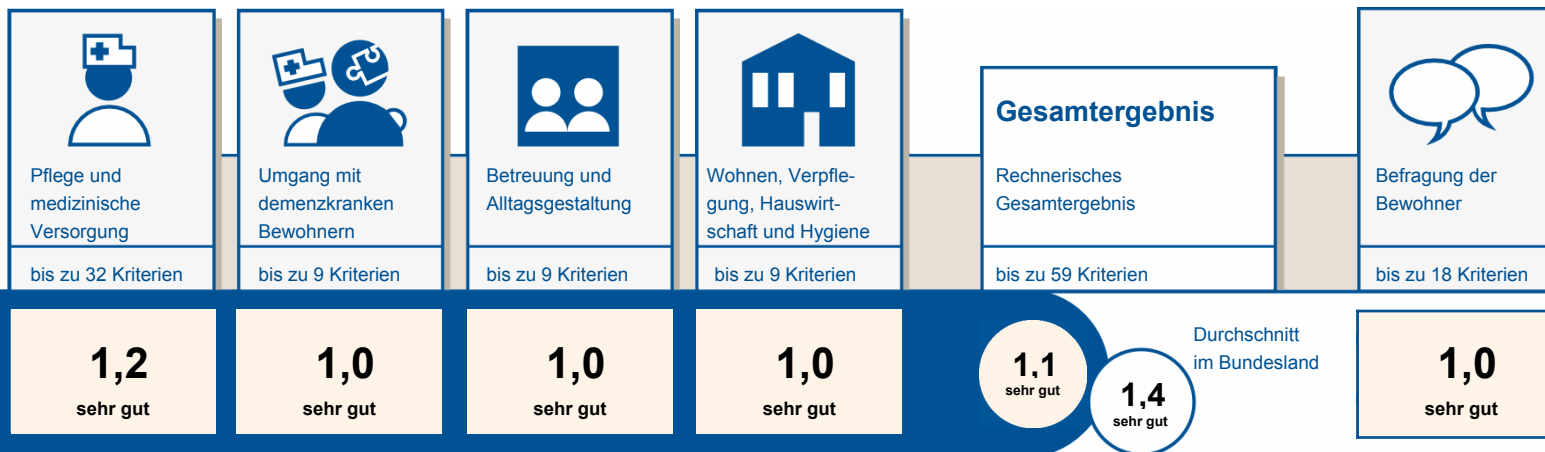 Pflege und
medizinische
Versorgung
bis zu 32 Kriterien
1,2
sehr gut
Umgang mit
demenzkranken
Bewohnern
bis zu 9 Kriterien
1,0
sehr gut
Betreuung und
Alltagsgestaltung
bis zu 9 Kriterien
1,0
sehr gut
Wohnen, Verpfle-
gung, Hauswirt-
schaft und Hygiene
bis zu 9 Kriterien
1,0
sehr gut
Gesamtergebnis
Rechnerisches
Gesamtergebnis
bis zu 59 Kriterien
1,1
sehr gut
Durchschnitt
im Bundesland
1,4
sehr gut
Befragung der
Bewohner
bis zu 18 Kriterien
1,0
sehr gut